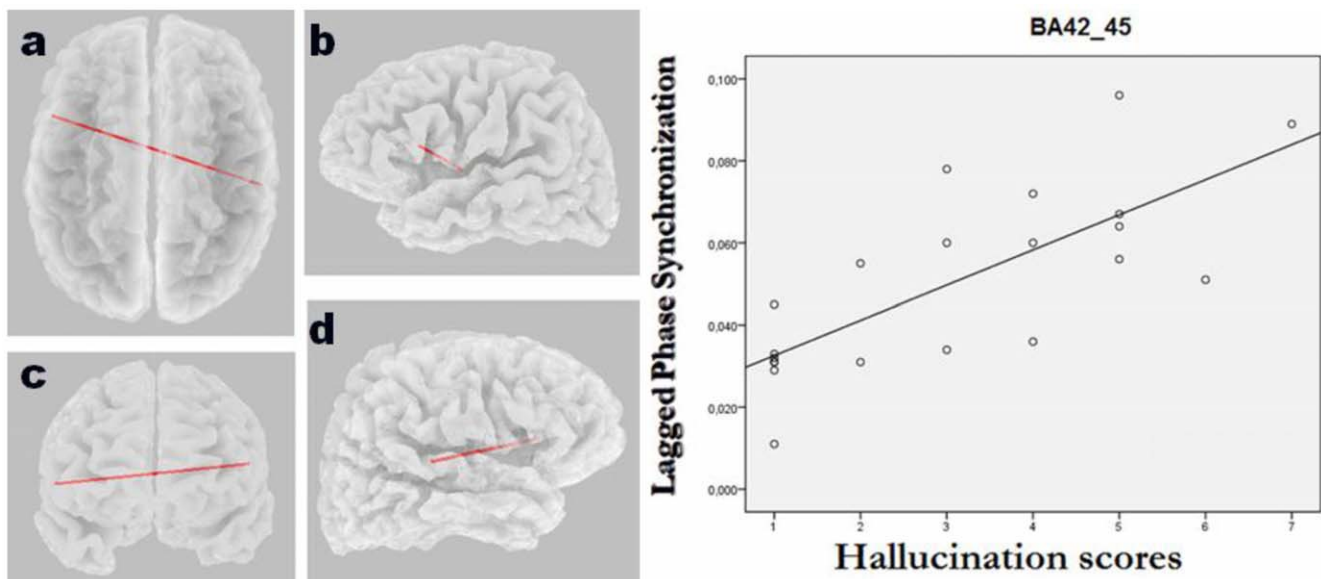 a
b
c
d
BA42_45
Lagged Phase Synchronization
0,100
0,080
0,060
0,040
0,020
0,000
1 2 3 4 5 6 7
Hallucination scores